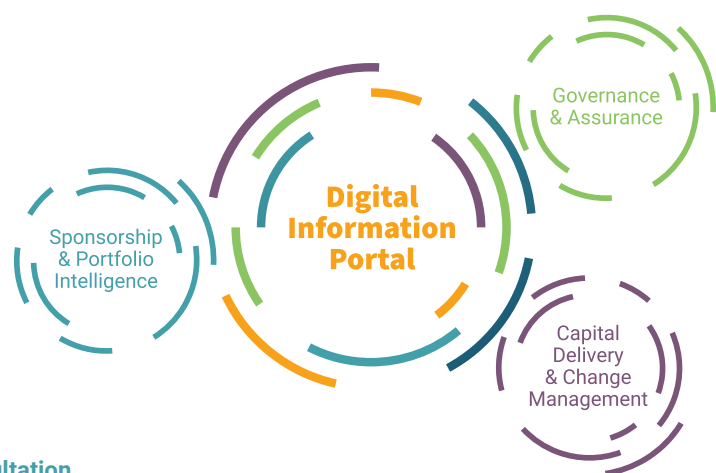 Governance
& Assurance
Digital
Information
Portal
Sponsorship
& Portfolio
Intelligence
Capital
Delivery
& Change
Management